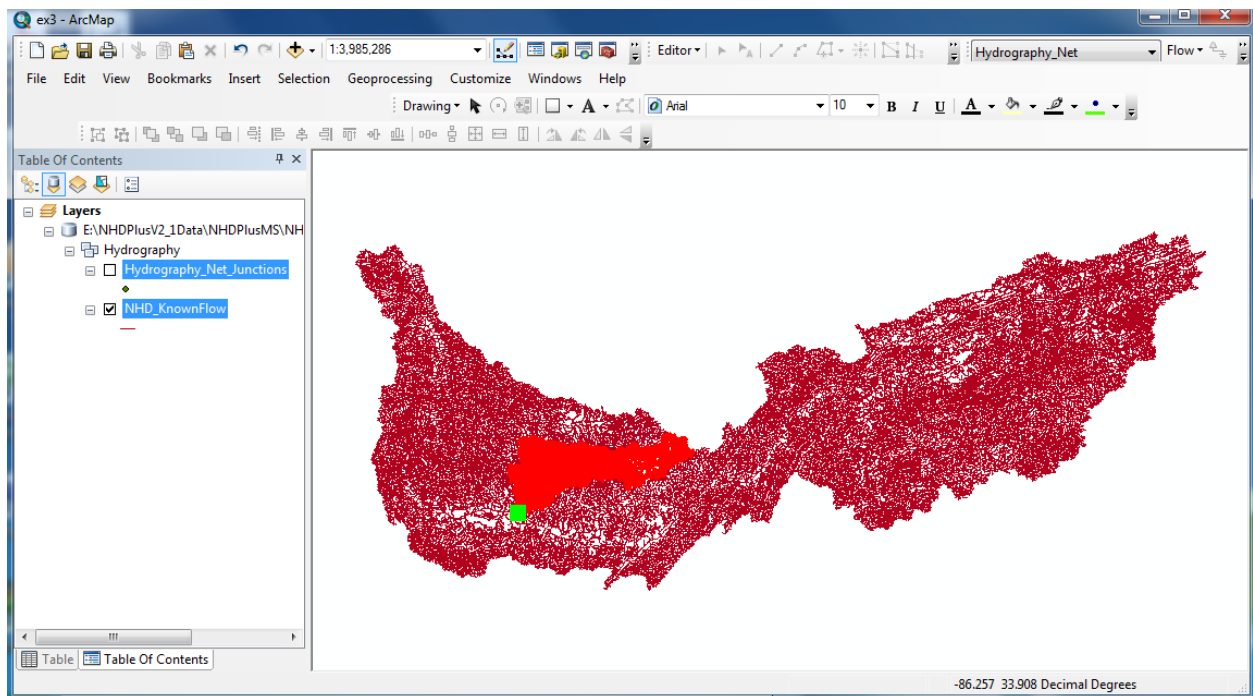 ex3 - ArcMap
1:3,985,286 Editor Hydrography_Net Flow
File Edit View Bookmarks Insert Selection Geoprocessing Customize Windows Help
Drawing A Arial 10 B I U A
Table Of Contents
Layers
E:\NHDPlusV2_1Data\NHDPlusMS\NH
Hydrography
Hydrography_Net_Junctions
NHD_KnownFlow
Table Table Of Contents
-86.257 33.908 Decimal Degrees